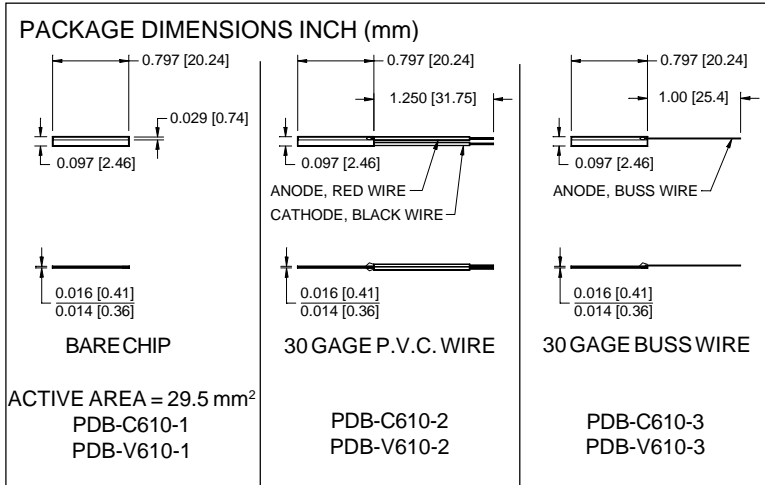 PACKAGE DIMENSIONS INCH (mm)
0.797 [20.24]
0.029 [0.74]
0.097 [2.46]
0.016 [0.41]
0.014 [0.36]
BARE CHIP
ACTIVE AREA = 29.5 mm²
PDB-C610-1
PDB-V610-1
0.797 [20.24]
1.250 [31.75]
0.097 [2.46]
ANODE, RED WIRE
CATHODE, BLACK WIRE
0.016 [0.41]
0.014 [0.36]
30 GAGE P.V.C. WIRE
PDB-C610-2
PDB-V610-2
0.797 [20.24]
1.00 [25.4]
0.097 [2.46]
ANODE, BUSS WIRE
0.016 [0.41]
0.014 [0.36]
30 GAGE BUSS WIRE
PDB-C610-3
PDB-V610-3